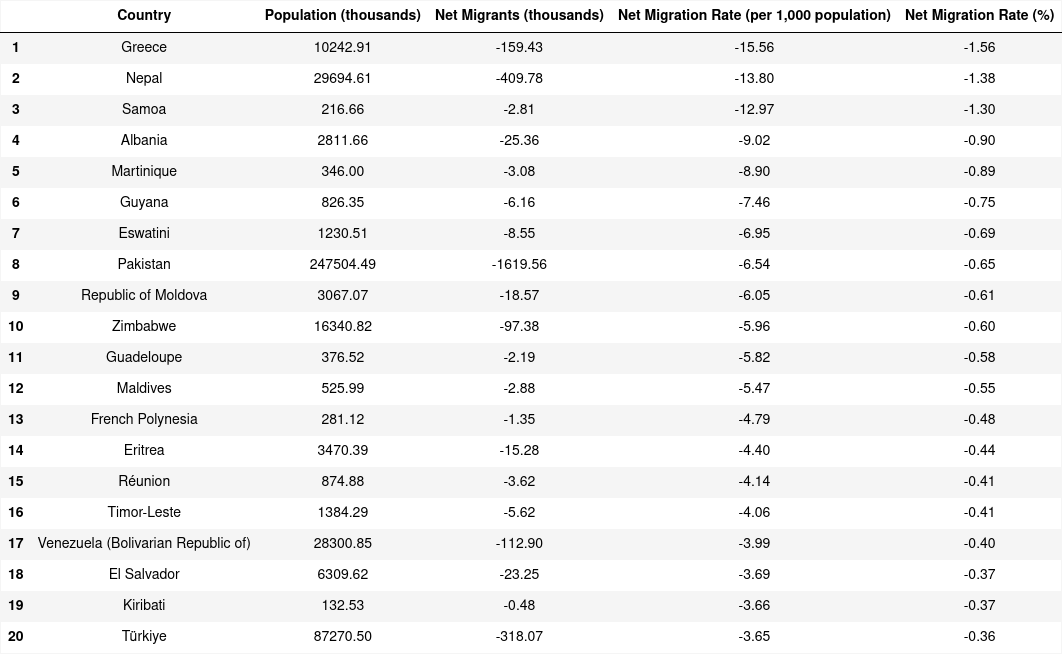 Country Population (thousands) Net Migrants (thousands) Net Migration Rate (per 1,000 population) Net Migration Rate (%)
1 Greece 10242.91 -159.43 -15.56 -1.56
2 Nepal 29694.61 -409.78 -13.80 -1.38
3 Samoa 216.66 -2.81 -12.97 -1.30
4 Albania 2811.66 -25.36 -9.02 -0.90
5 Martinique 346.00 -3.08 -8.90 -0.89
6 Guyana 826.35 -6.16 -7.46 -0.75
7 Eswatini 1230.51 -8.55 -6.95 -0.69
8 Pakistan 247504.49 -1619.56 -6.54 -0.65
9 Republic of Moldova 3067.07 -18.57 -6.05 -0.61
10 Zimbabwe 16340.82 -97.38 -5.96 -0.60
11 Guadeloupe 376.52 -2.19 -5.82 -0.58
12 Maldives 525.99 -2.88 -5.47 -0.55
13 French Polynesia 281.12 -1.35 -4.79 -0.48
14 Eritrea 3470.39 -15.28 -4.40 -0.44
15 Réunion 874.88 -3.62 -4.14 -0.41
16 Timor-Leste 1384.29 -5.62 -4.06 -0.41
17 Venezuela (Bolivarian Republic of) 28300.85 -112.90 -3.99 -0.40
18 El Salvador 6309.62 -23.25 -3.69 -0.37
19 Kiribati 132.53 -0.48 -3.66 -0.37
20 Türkiye 87270.50 -318.07 -3.65 -0.36